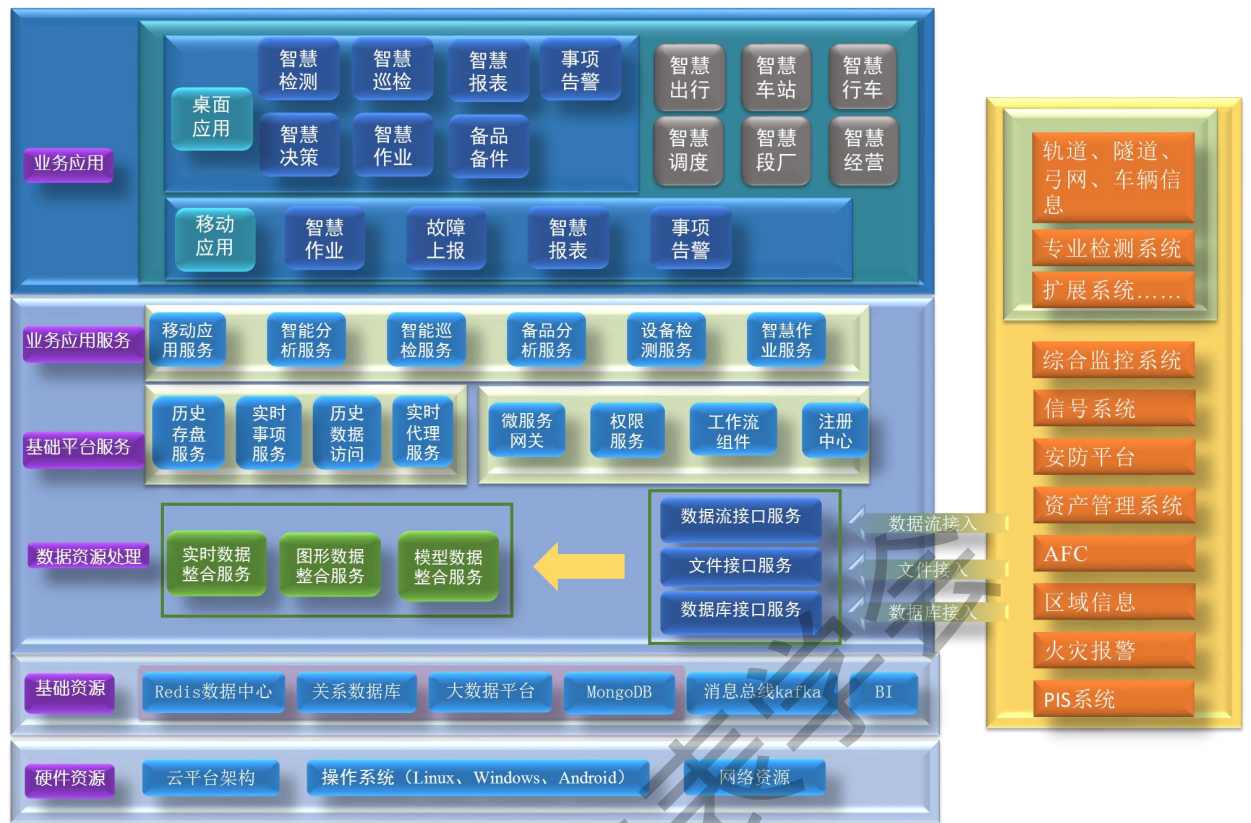 业务应用
桌面
应用
智慧
检测
智慧
巡检
智慧
报表
事项
告警
智慧
决策
智慧
作业
备品
备件
智慧
出行
智慧
车站
智慧
行车
智慧
调度
智慧
段厂
智慧
经营
移动
应用
智慧
作业
故障
上报
智慧
报表
事项
告警
业务应用服务
移动应
用服务
智能分
析服务
智能巡
检服务
备品分
析服务
设备检
测服务
智慧作
业服务
基础平台服务
历史
存盘
服务
实时
事项
服务
历史
数据
访问
实时
代理
服务
微服务
网关
权限
服务
工作流
组件
注册
中心
数据资源处理
实时数据
整合服务
图形数据
整合服务
模型数据
整合服务
数据流接口服务
文件接口服务
数据库接口服务
数据流接入
文件接入
数据库接入
基础资源
Redis数据中心
关系数据库
大数据平台
MongoDB
消息总线kafka
BI
硬件资源
云平台架构
操作系统（Linux、Windows、Android）
网络资源
轨道、隧道、
弓网、车辆信
息
专业检测系统
扩展系统……
综合监控系统
信号系统
安防平台
资产管理系统
AFC
区域信息
火灾报警
PIS系统